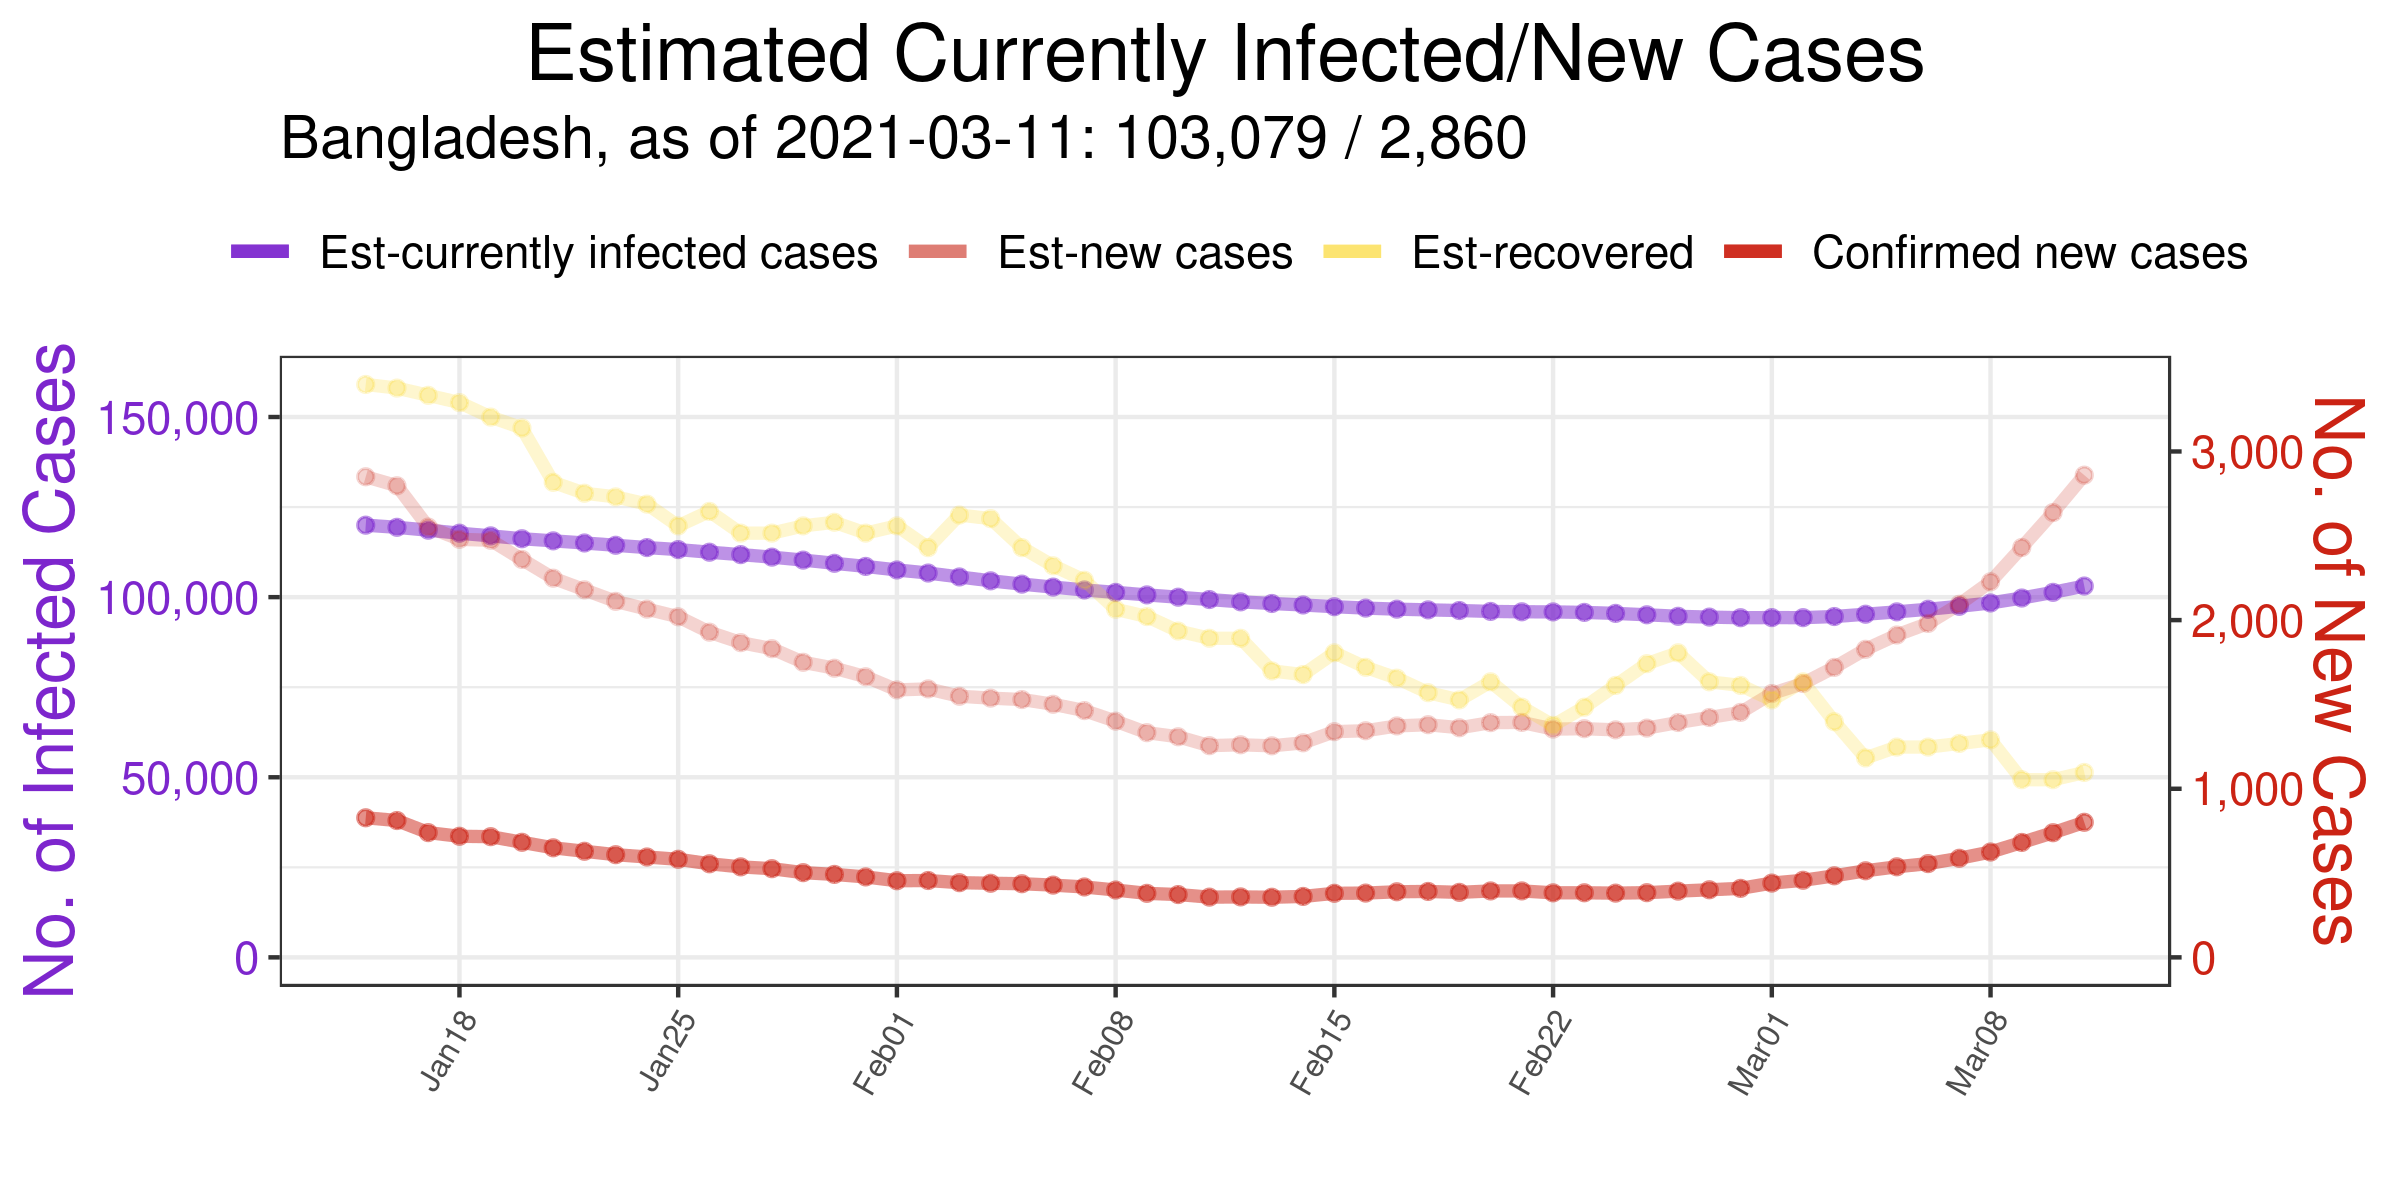 Estimated Currently Infected/New Cases
Bangladesh, as of 2021-03-11: 103,079 / 2,860
Est-currently infected cases Est-new cases Est-recovered Confirmed new cases
No. of Infected Cases
150,000
100,000
50,000
0
3,000
2,000
1,000
0
No. of New Cases
Jan18 Jan25 Feb01 Feb08 Feb15 Feb22 Mar01 Mar08